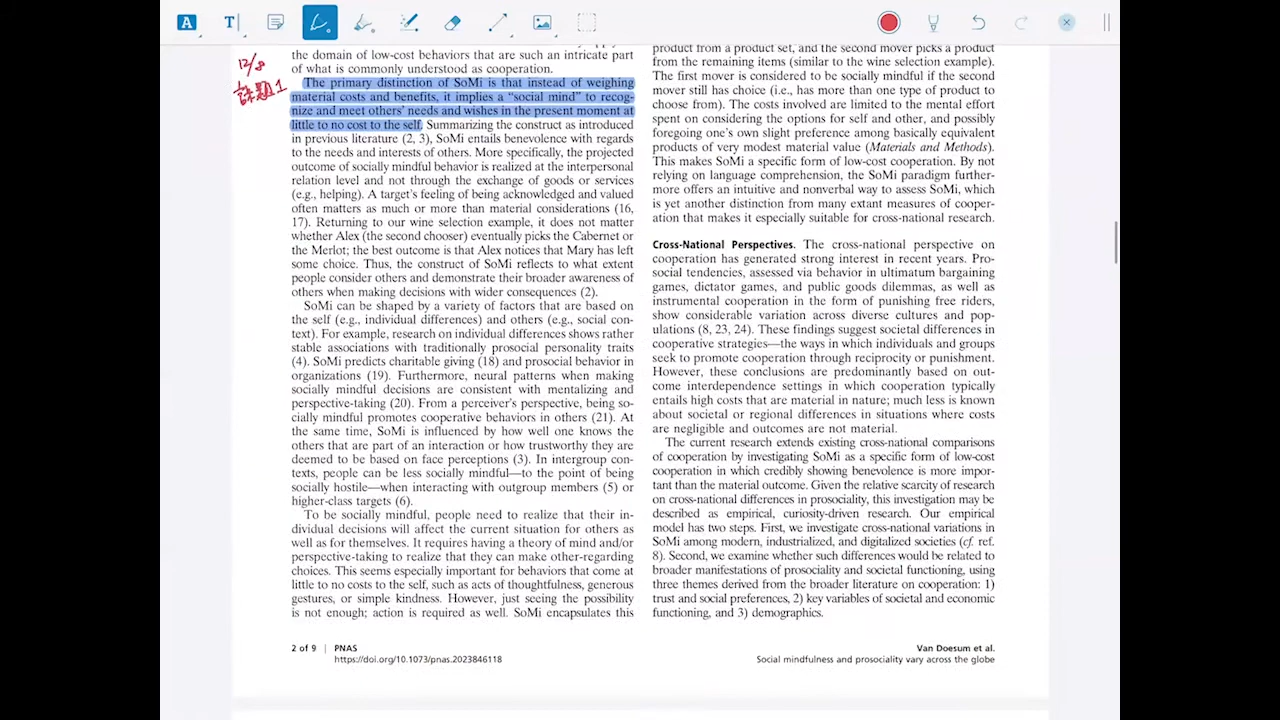 12/8
課題1
the domain of low-cost behaviors that are such an intricate part
of what is commonly understood as cooperation.
The primary distinction of SoMi is that instead of weighing
material costs and benefits, it implies a “social mind” to recog-
nize and meet others’ needs and wishes in the present moment at
little to no cost to the self. Summarizing the construct as introduced
in previous literature (2, 3), SoMi entails benevolence with regards
to the needs and interests of others. More specifically, the projected
outcome of socially mindful behavior is realized at the interpersonal
relation level and not through the exchange of goods or services
(e.g., helping). A target’s feeling of being acknowledged and valued
often matters as much or more than material considerations (16,
17). Returning to our wine selection example, it does not matter
whether Alex (the second chooser) eventually picks the Cabernet or
the Merlot; the best outcome is that Alex notices that Mary has left
some choice. Thus, the construct of SoMi reflects to what extent
people consider others and demonstrate their broader awareness of
others when making decisions with wider consequences (2).
SoMi can be shaped by a variety of factors that are based on
the self (e.g., individual differences) and others (e.g., social con-
text). For example, research on individual differences shows rather
stable associations with traditionally prosocial personality traits
(4). SoMi predicts charitable giving (18) and prosocial behavior in
organizations (19). Furthermore, neural patterns when making
socially mindful decisions are consistent with mentalizing and
perspective-taking (20). From a perceiver’s perspective, being so-
cially mindful promotes cooperative behaviors in others (21). At
the same time, SoMi is influenced by how well one knows the
others that are part of an interaction or how trustworthy they are
deemed to be based on face perceptions (3). In intergroup con-
texts, people can be less socially mindful—to the point of being
socially hostile—when interacting with outgroup members (5) or
higher-class targets (6).
To be socially mindful, people need to realize that their in-
dividual decisions will affect the current situation for others as
well as for themselves. It requires having a theory of mind and/or
perspective-taking to realize that they can make other-regarding
choices. This seems especially important for behaviors that come at
little to no costs to the self, such as acts of thoughtfulness, generous
gestures, or simple kindness. However, just seeing the possibility
is not enough; action is required as well. SoMi encapsulates this
product from a product set, and the second mover picks a product
from the remaining items (similar to the wine selection example).
The first mover is considered to be socially mindful if the second
mover still has choice (i.e., has more than one type of product to
choose from). The costs involved are limited to the mental effort
spent on considering the options for self and other, and possibly
foregoing one’s own slight preference among basically equivalent
products of very modest material value (Materials and Methods).
This makes SoMi a specific form of low-cost cooperation. By not
relying on language comprehension, the SoMi paradigm further-
more offers an intuitive and nonverbal way to assess SoMi, which
is yet another distinction from many extant measures of cooper-
ation that makes it especially suitable for cross-national research.
Cross-National Perspectives. The cross-national perspective on
cooperation has generated strong interest in recent years. Pro-
social tendencies, assessed via behavior in ultimatum bargaining
games, dictator games, and public goods dilemmas, as well as
instrumental cooperation in the form of punishing free riders,
show considerable variation across diverse cultures and pop-
ulations (8, 23, 24). These findings suggest societal differences in
cooperative strategies—the ways in which individuals and groups
seek to promote cooperation through reciprocity or punishment.
However, these conclusions are predominantly based on out-
come interdependence settings in which cooperation typically
entails high costs that are material in nature; much less is known
about societal or regional differences in situations where costs
are negligible and outcomes are not material.
The current research extends existing cross-national comparisons
of cooperation by investigating SoMi as a specific form of low-cost
cooperation in which credibly showing benevolence is more impor-
tant than the material outcome. Given the relative scarcity of research
on cross-national differences in prosociality, this investigation may be
described as empirical, curiosity-driven research. Our empirical
model has two steps. First, we investigate cross-national variations in
SoMi among modern, industrialized, and digitalized societies (cf. ref.
8). Second, we examine whether such differences would be related to
broader manifestations of prosociality and societal functioning, using
three themes derived from the broader literature on cooperation: 1)
trust and social preferences, 2) key variables of societal and economic
functioning, and 3) demographics.
2 of 9 | PNAS
https://doi.org/10.1073/pnas.2023846118
Van Doesum et al.
Social mindfulness and prosociality vary across the globe